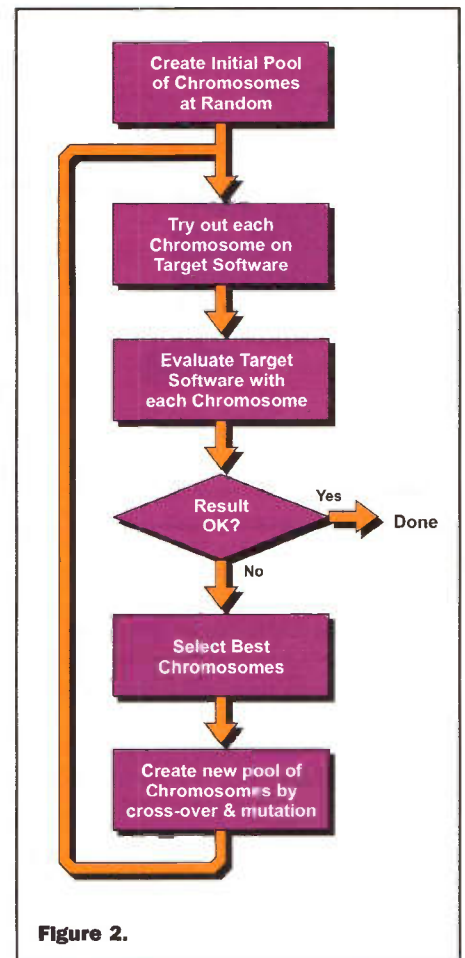 Create Initial Pool
of Chromosomes
at Random
Try out each
Chromosome on
Target Software
Evaluate Target
Software with
each Chromosome
Result
OK?
Yes
Done
No
Select Best
Chromosomes
Create new pool of
Chromosomes by
cross-over & mutation
Figure 2.